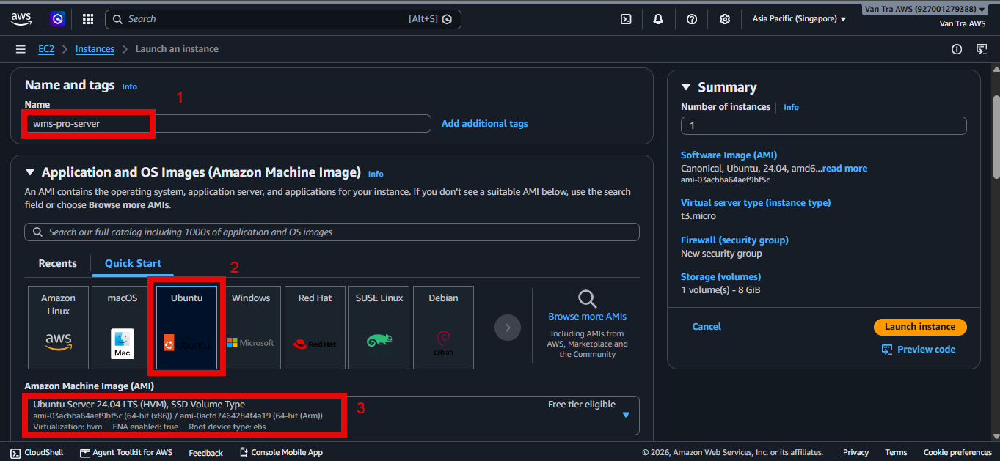 aws
Search
[Alt+S]
Asia Pacific (Singapore)
Van Tra AWS (927001279388)
Van Tra AWS
EC2
Instances
Launch an instance
Name and tags Info
1
Name
wms-pro-server
Add additional tags
Application and OS Images (Amazon Machine Image) Info
An AMI contains the operating system, application server, and applications for your instance. If you don't see a suitable AMI below, use the search
field or choose Browse more AMIs.
Search our full catalog including 1000s of application and OS images
Recents
Quick Start
2
Amazon
Linux
aws
macOS
Mac
Ubuntu
Ubuntu
Windows
Microsoft
Red Hat
Red Hat
SUSE Linux
Debian
debian
Browse more AMIs
Including AMIs from
AWS, Marketplace and
the Community
Amazon Machine Image (AMI)
Ubuntu Server 24.04 LTS (HVM), SSD Volume Type
Free tier eligible
3
ami-03acbba64aef9bf5c (64-bit (x86)) / ami-0acfd7464284f4a19 (64-bit (Arm))
Virtualization: hvm ENA enabled: true Root device type: ebs
Summary
Number of instances Info
1
Software Image (AMI)
Canonical, Ubuntu, 24.04, amd6...read more
ami-03acbba64aef9bf5c
Virtual server type (instance type)
t3.micro
Firewall (security group)
New security group
Storage (volumes)
1 volume(s) - 8 GiB
Cancel
Launch instance
Preview code
CloudShell
Agent Toolkit for AWS
Feedback
Console Mobile App
© 2026, Amazon Web Services, Inc. or its affiliates.
Privacy
Terms
Cookie preferences